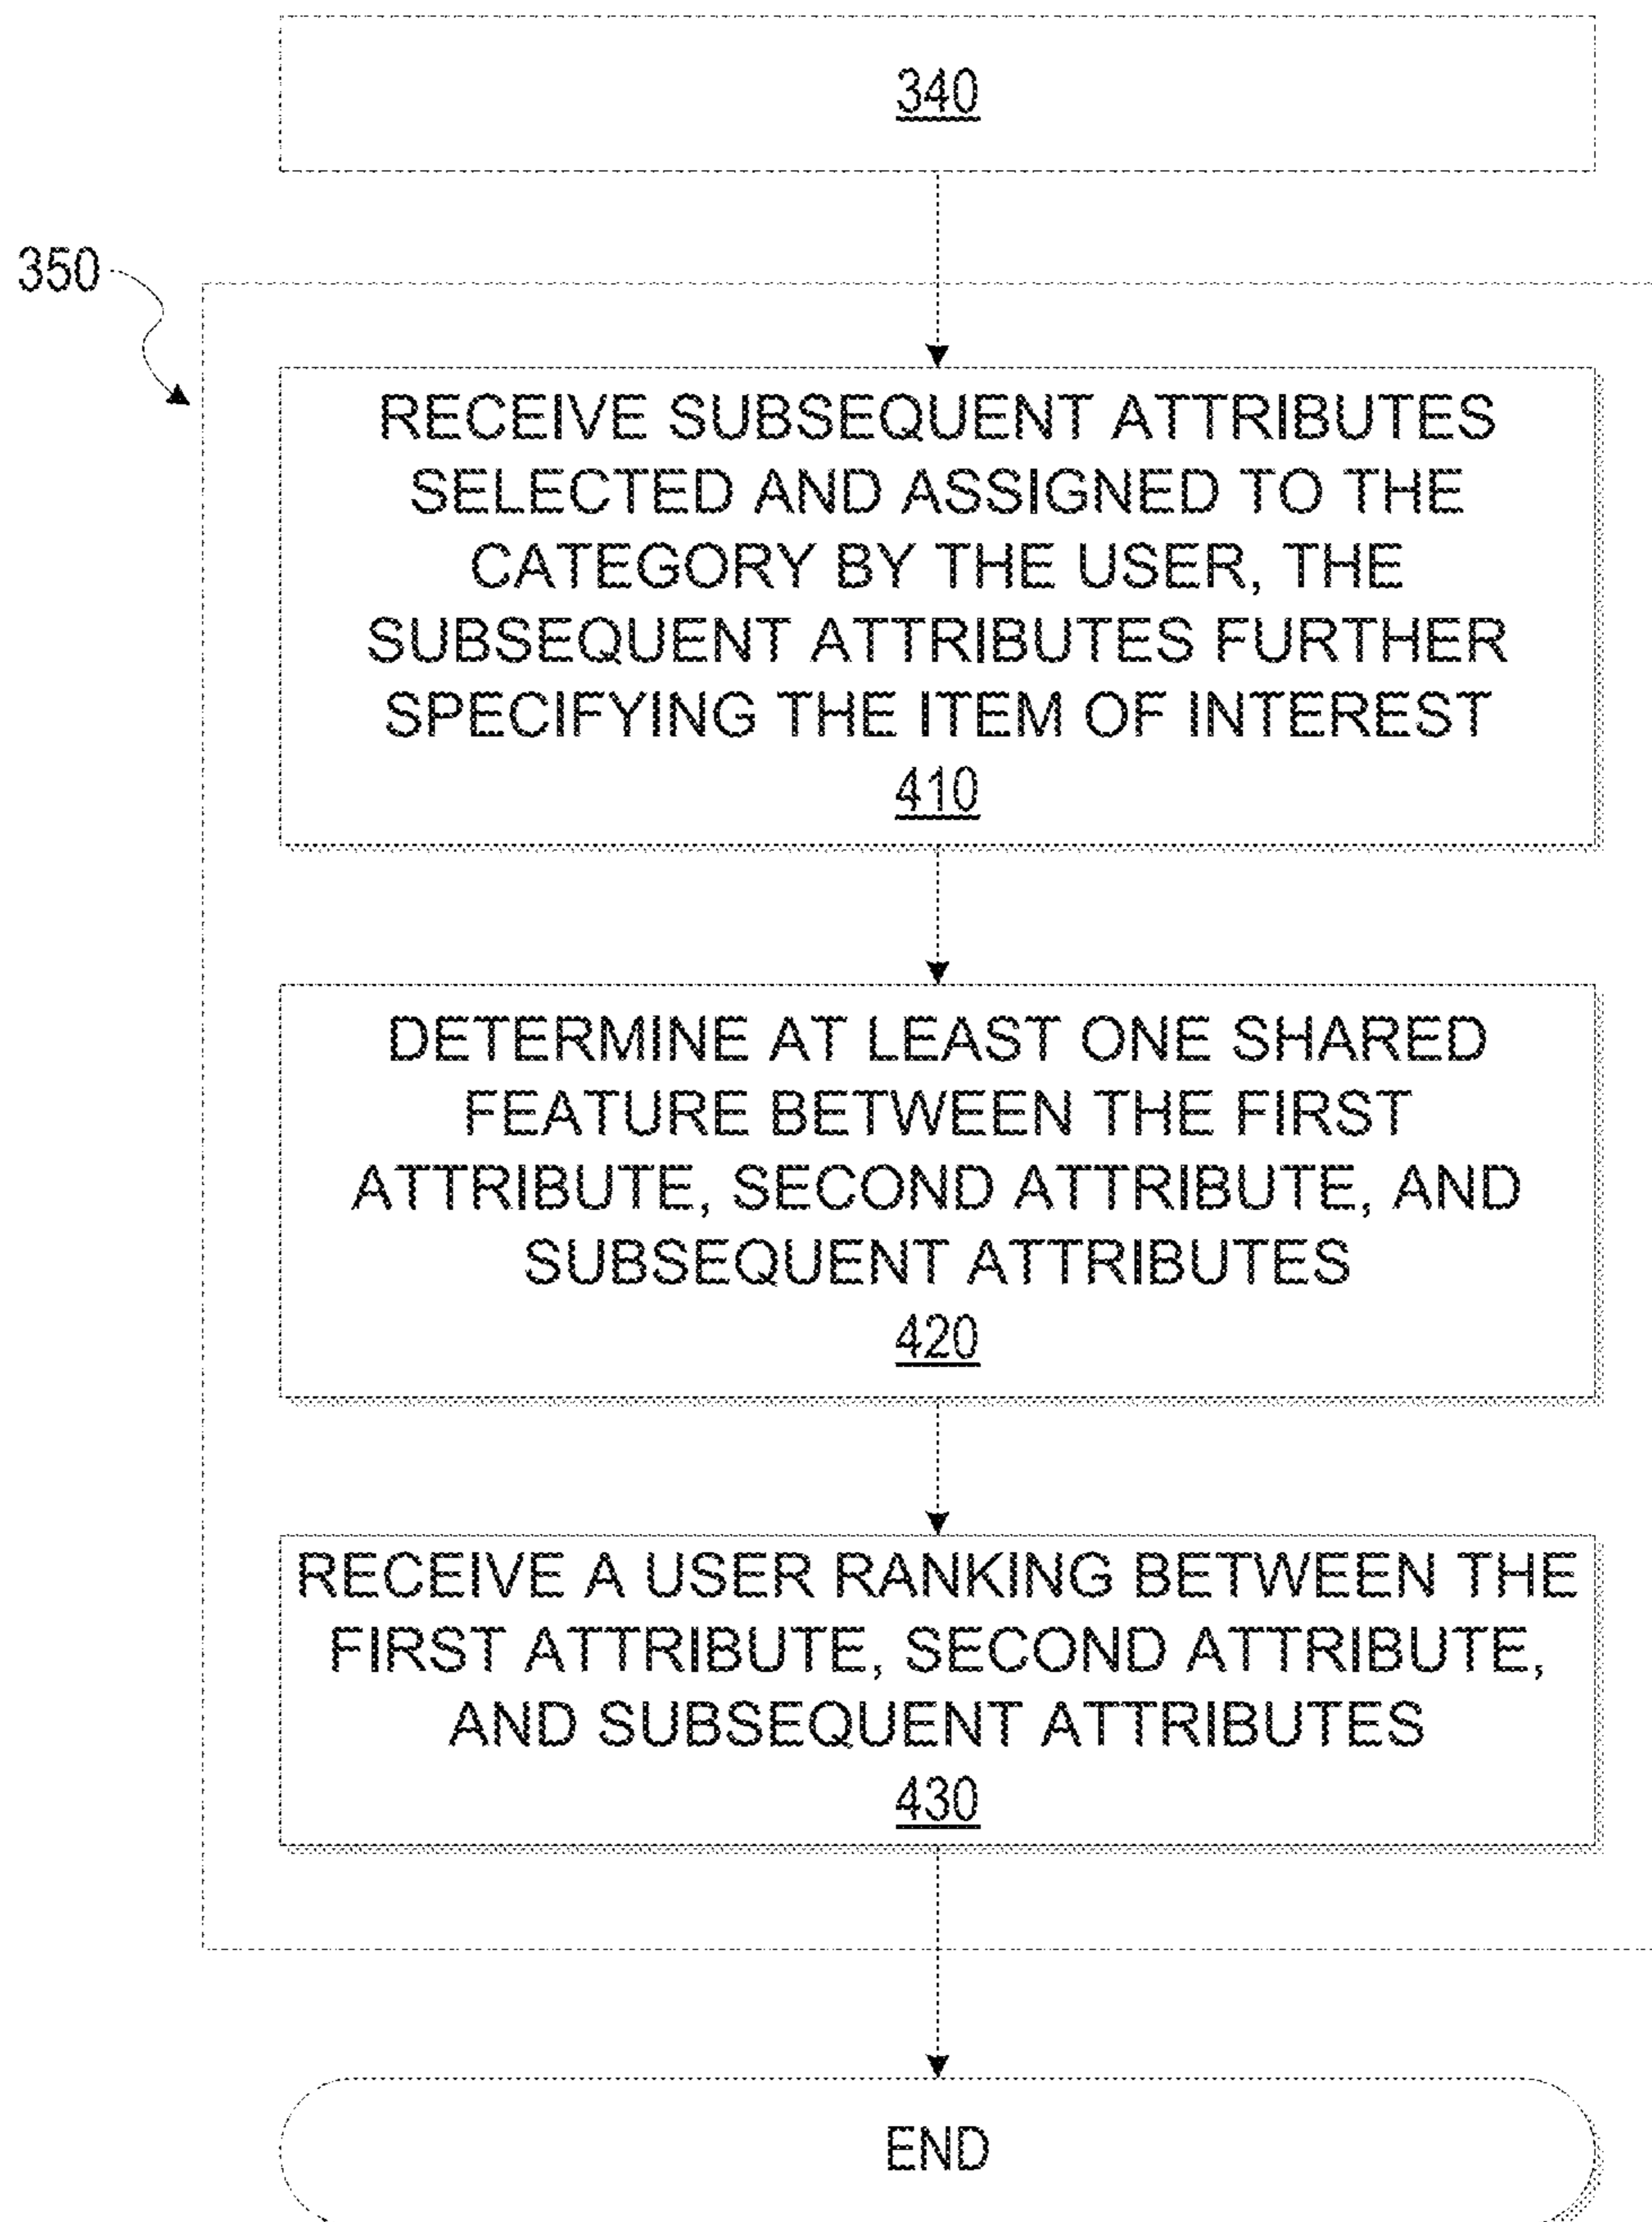 340
350
RECEIVE SUBSEQUENT ATTRIBUTES
SELECTED AND ASSIGNED TO THE
CATEGORY BY THE USER, THE
SUBSEQUENT ATTRIBUTES FURTHER
SPECIFYING THE ITEM OF INTEREST
410
DETERMINE AT LEAST ONE SHARED
FEATURE BETWEEN THE FIRST
ATTRIBUTE, SECOND ATTRIBUTE, AND
SUBSEQUENT ATTRIBUTES
420
RECEIVE A USER RANKING BETWEEN THE
FIRST ATTRIBUTE, SECOND ATTRIBUTE,
AND SUBSEQUENT ATTRIBUTES
430
END